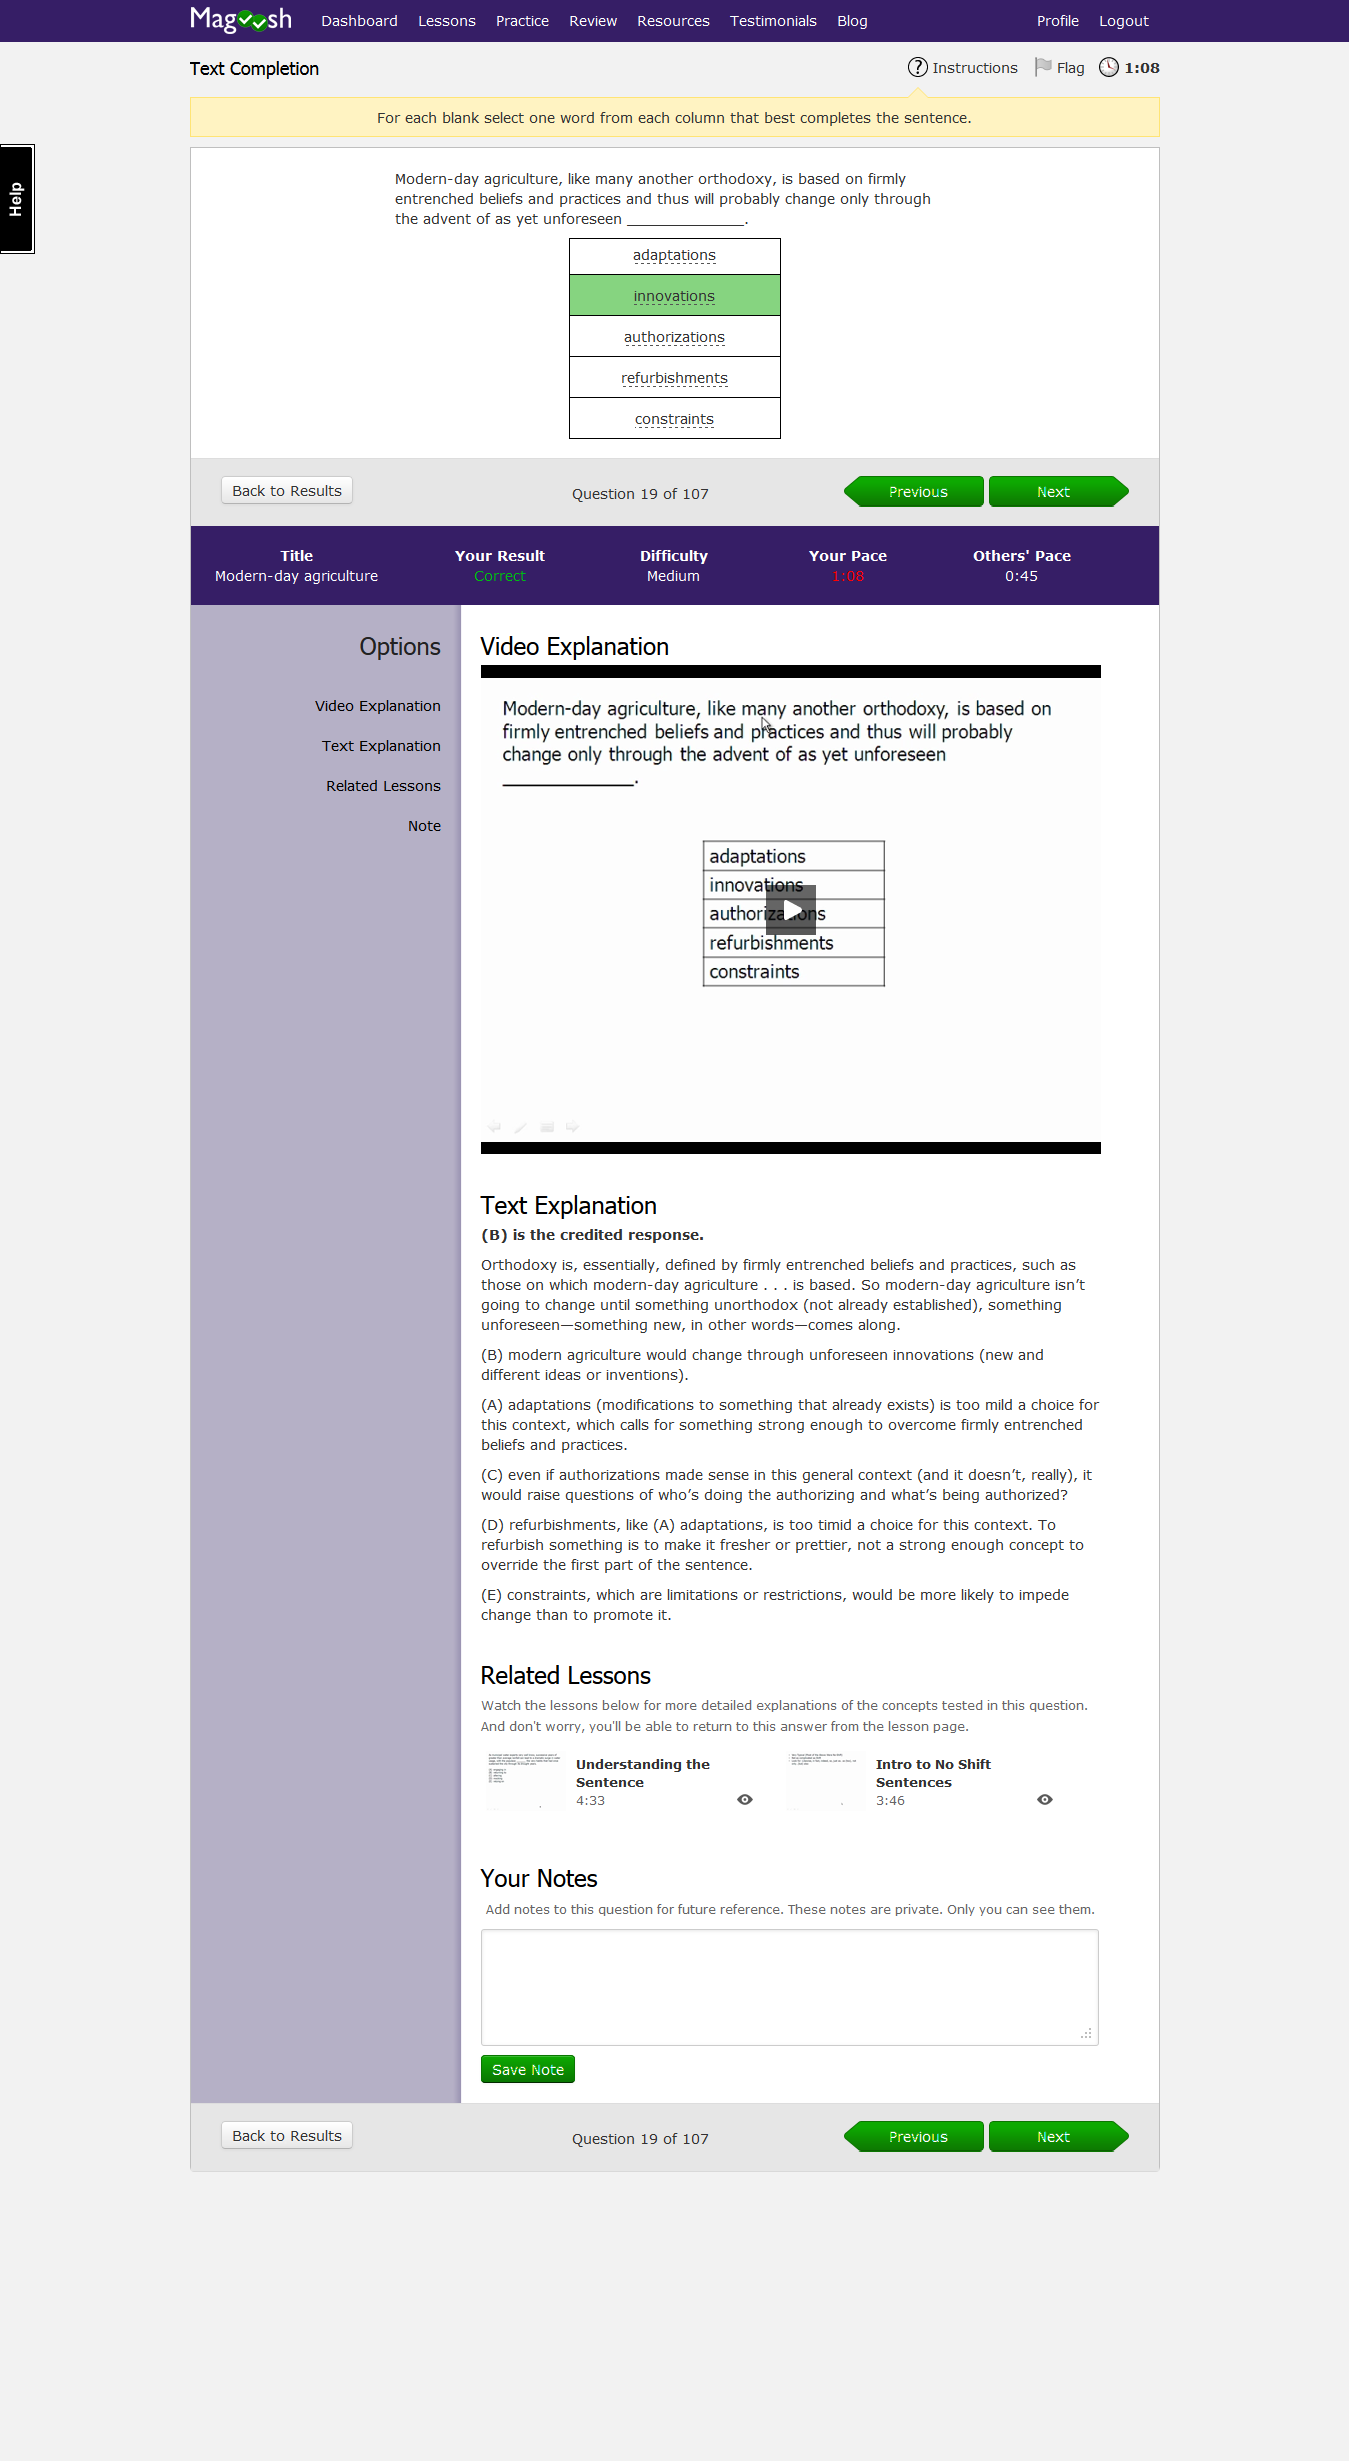 Magoosh Dashboard Lessons Practice Review Resources Testimonials Blog Profile Logout
Text Completion ? Instructions Flag 1:08
For each blank select one word from each column that best completes the sentence.
Help
Modern-day agriculture, like many another orthodoxy, is based on firmly
entrenched beliefs and practices and thus will probably change only through
the advent of as yet unforeseen _______________.
adaptations
innovations
authorizations
refurbishments
constraints
Back to Results Question 19 of 107 Previous Next
Title Your Result Difficulty Your Pace Others' Pace
Modern-day agriculture Correct Medium 1:08 0:45
Options
Video Explanation
Text Explanation
Related Lessons
Note
Video Explanation
Modern-day agriculture, like many another orthodoxy, is based on
firmly entrenched beliefs and practices and thus will probably
change only through the advent of as yet unforeseen
_______________.
adaptations
innovations
authorizations
refurbishments
constraints
Text Explanation
(B) is the credited response.
Orthodoxy is, essentially, defined by firmly entrenched beliefs and practices, such as
those on which modern-day agriculture . . . is based. So modern-day agriculture isn’t
going to change until something unorthodox (not already established), something
unforeseen—something new, in other words—comes along.
(B) modern agriculture would change through unforeseen innovations (new and
different ideas or inventions).
(A) adaptations (modifications to something that already exists) is too mild a choice for
this context, which calls for something strong enough to overcome firmly entrenched
beliefs and practices.
(C) even if authorizations made sense in this general context (and it doesn’t, really), it
would raise questions of who’s doing the authorizing and what’s being authorized?
(D) refurbishments, like (A) adaptations, is too timid a choice for this context. To
refurbish something is to make it fresher or prettier, not a strong enough concept to
override the first part of the sentence.
(E) constraints, which are limitations or restrictions, would be more likely to impede
change than to promote it.
Related Lessons
Watch the lessons below for more detailed explanations of the concepts tested in this question.
And don't worry, you'll be able to return to this answer from the lesson page.
Understanding the
Sentence
4:33
Intro to No Shift
Sentences
3:46
Your Notes
Add notes to this question for future reference. These notes are private. Only you can see them.
Save Note
Back to Results Question 19 of 107 Previous Next